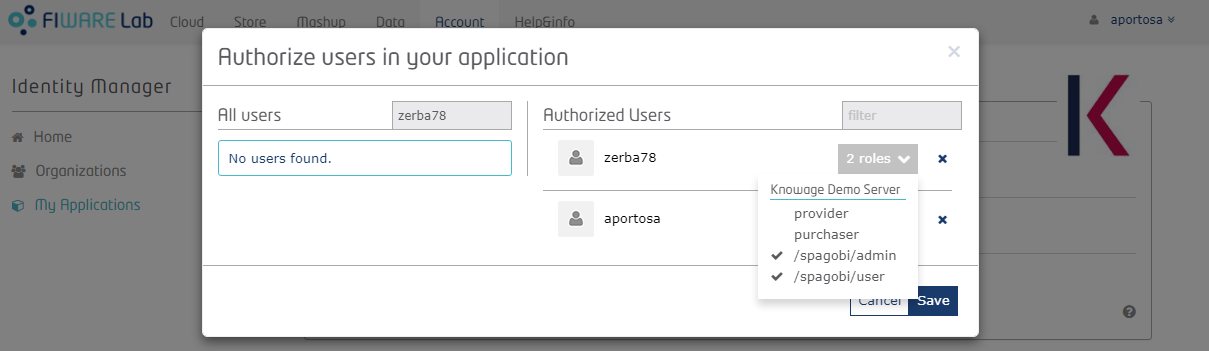 FIWARE Lab Cloud Store Mashup Data Account Help&info aportosa
Authorize users in your application ×
Identity Manager
All users zerba78
Authorized Users filter
Home
No users found.
zerba78 2 roles
Organizations
Knowage Demo Server
My Applications
provider
aportosa
purchaser
/spagobi/admin
/spagobi/user
Cancel Save